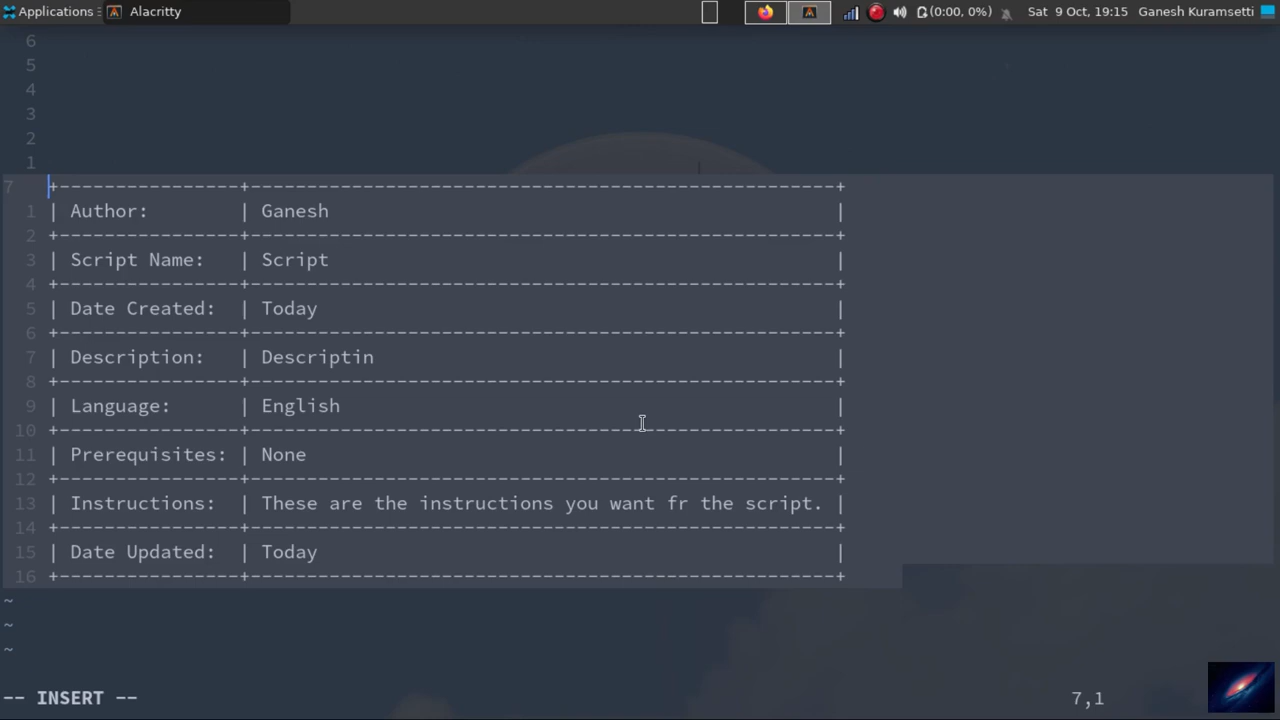 Applications Alacritty (0:00, 0%) Sat 9 Oct, 19:15 Ganesh Kuramsetti
6
5
4
3
2
1
7 +---------------+----------------------------------------------------+
1 | Author: | Ganesh |
2 +---------------+----------------------------------------------------+
3 | Script Name: | Script |
4 +---------------+----------------------------------------------------+
5 | Date Created: | Today |
6 +---------------+----------------------------------------------------+
7 | Description: | Descriptin |
8 +---------------+----------------------------------------------------+
9 | Language: | English |
10 +---------------+----------------------------------------------------+
11 | Prerequisites: | None |
12 +---------------+----------------------------------------------------+
13 | Instructions: | These are the instructions you want fr the script. |
14 +---------------+----------------------------------------------------+
15 | Date Updated: | Today |
16 +---------------+----------------------------------------------------+
~
~
~
-- INSERT -- 7,1